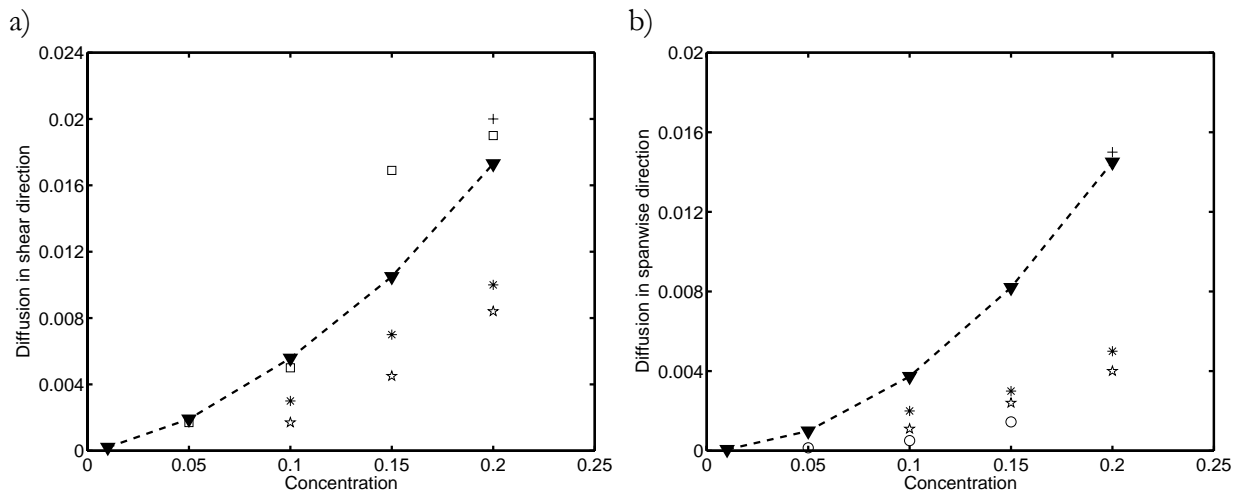 a)
0.024
0.02
0.016
0.012
0.008
0.004
0
Diffusion in shear direction
0 0.05 0.1 0.15 0.2 0.25
Concentration
b)
0.02
0.016
0.012
0.008
0.004
0
Diffusion in spanwise direction
0 0.05 0.1 0.15 0.2 0.25
Concentration